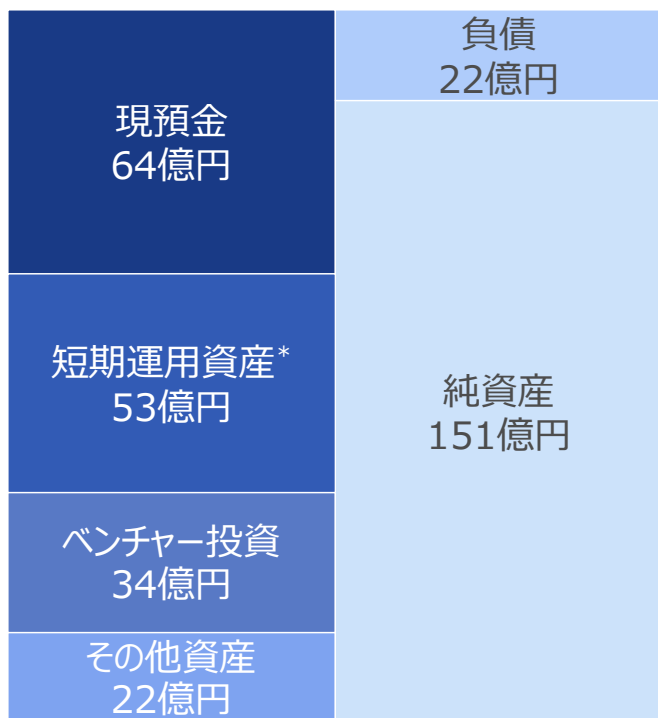 現預金
64億円
短期運用資産*
53億円
ベンチャー投資
34億円
その他資産
22億円
負債
22億円
純資産
151億円